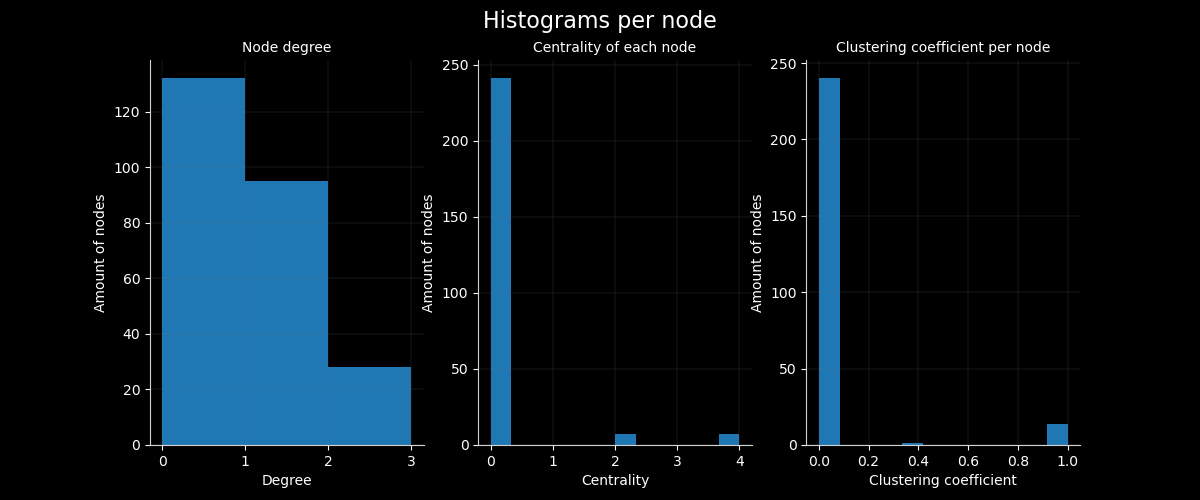 Histograms per node
Node degree
Amount of nodes
120
100
80
60
40
20
0
0 1 2 3
Degree
Centrality of each node
Amount of nodes
250
200
150
100
50
0
0 1 2 3 4
Centrality
Clustering coefficient per node
Amount of nodes
250
200
150
100
50
0
0.0 0.2 0.4 0.6 0.8 1.0
Clustering coefficient